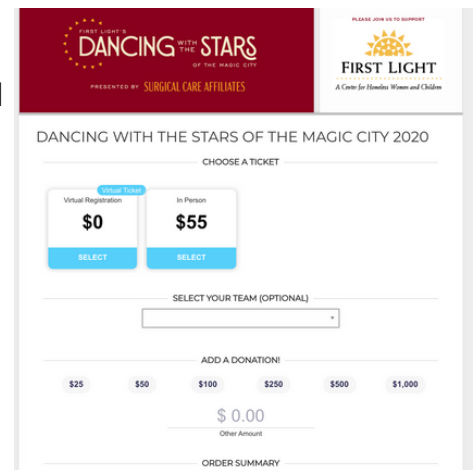 FIRST LIGHT'S
DANCING WITH THE STARS
OF THE MAGIC CITY
PRESENTED BY SURGICAL CARE AFFILIATES
PLEASE JOIN US TO SUPPORT
FIRST LIGHT
A Center for Homeless Women and Children
DANCING WITH THE STARS OF THE MAGIC CITY 2020
CHOOSE A TICKET
Virtual Ticket
Virtual Registration
$0
SELECT
In Person
$55
SELECT
SELECT YOUR TEAM (OPTIONAL)
ADD A DONATION!
$25 $50 $100 $250 $500 $1,000
$ 0.00
Other Amount
ORDER SUMMARY